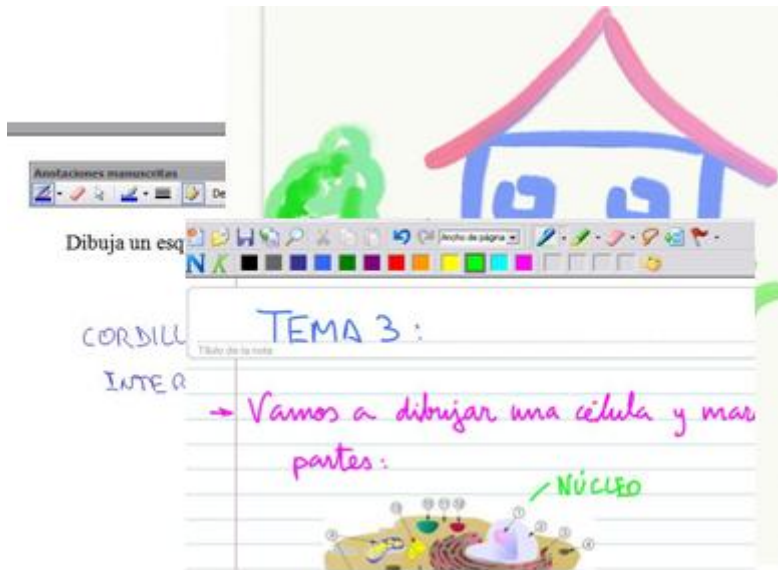 Anotaciones manuscritas
De
Dibuja un esq
CORDILL
INTER
Ancho de página
N K
TEMA 3:
Título de la nota
→ Vamos a dibujar una célula y mar
partes:
NÚCLEO